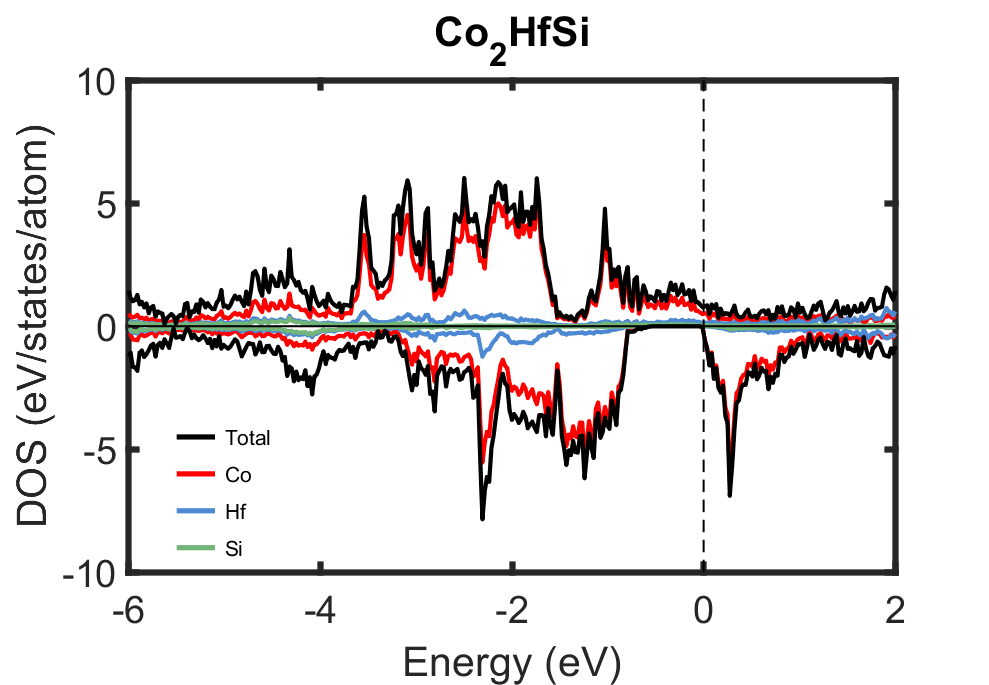 Co₂HfSi
10
5
0
-5
-10
DOS (eV/states/atom)
Total
Co
Hf
Si
-6 -4 -2 0 2
Energy (eV)